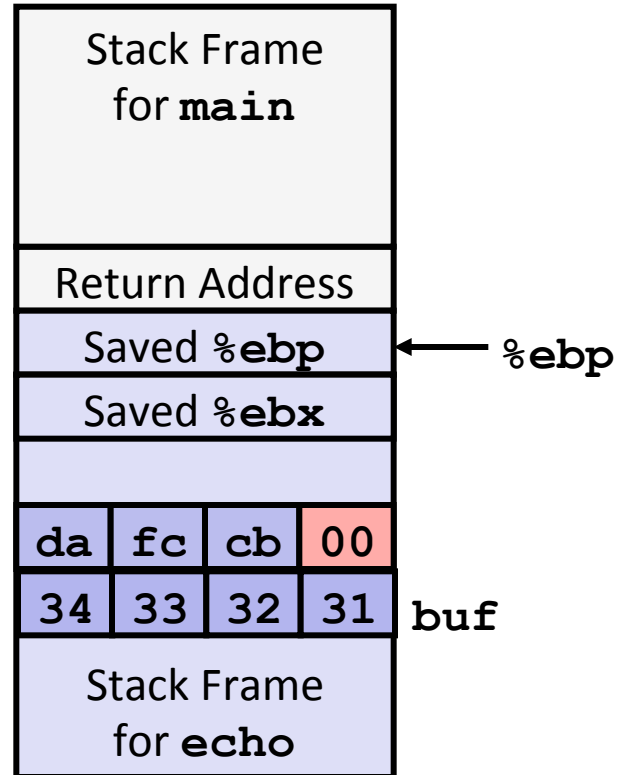 Stack Frame
for main
Return Address
Saved %ebp
%ebp
Saved %ebx
da fc cb 00
34 33 32 31 buf
Stack Frame
for echo